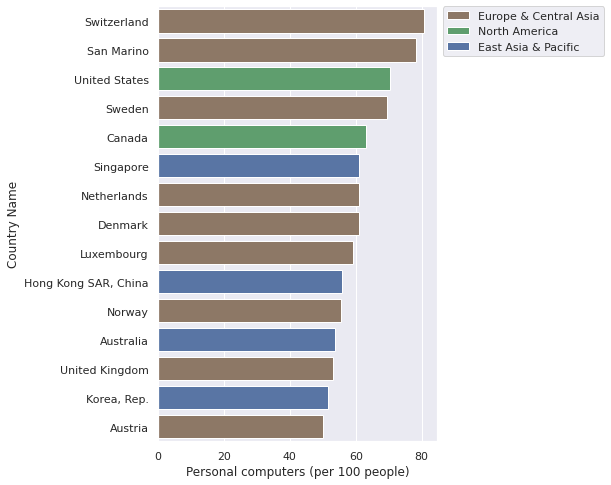 Switzerland
San Marino
United States
Sweden
Canada
Singapore
Netherlands
Denmark
Luxembourg
Hong Kong SAR, China
Norway
Australia
United Kingdom
Korea, Rep.
Austria
Country Name
0 20 40 60 80
Personal computers (per 100 people)
Europe & Central Asia
North America
East Asia & Pacific